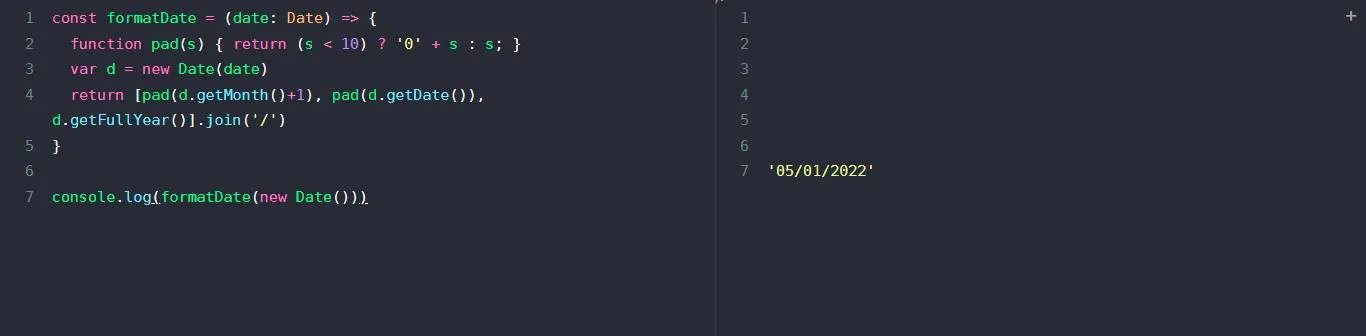 1 const formatDate = (date: Date) => {
2 function pad(s) { return (s < 10) ? '0' + s : s; }
3 var d = new Date(date)
4 return [pad(d.getMonth()+1), pad(d.getDate()),
d.getFullYear()].join('/')
5 }
6
7 console.log(formatDate(new Date()))
+
1
2
3
4
5
6
7 '05/01/2022'